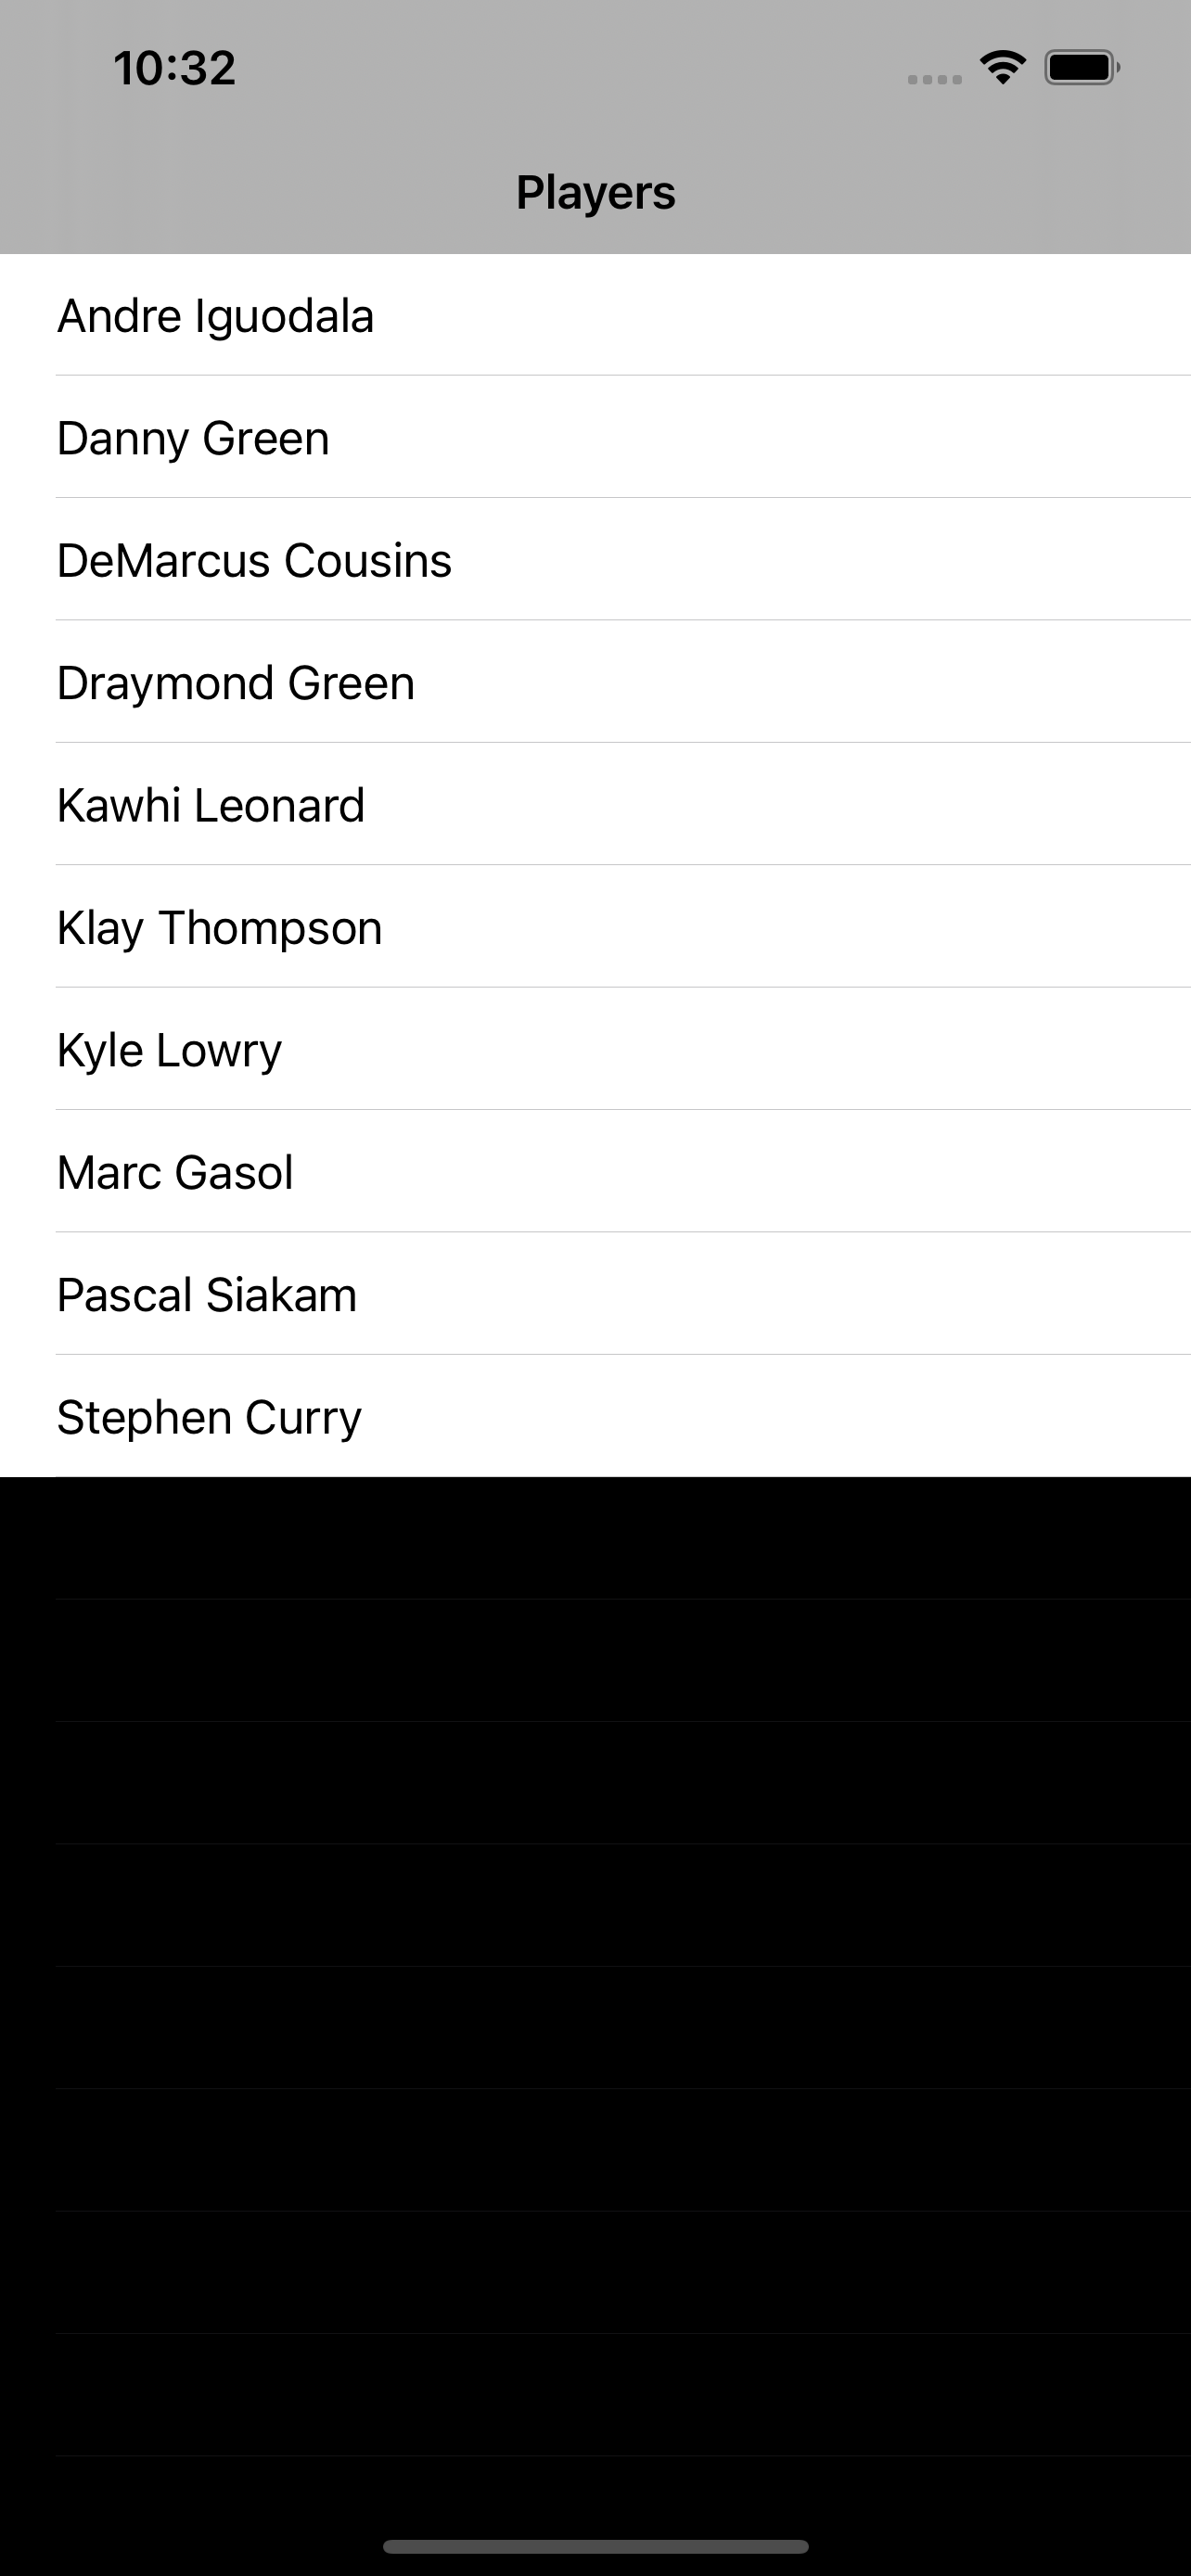 10:32
Players
Andre Iguodala
Danny Green
DeMarcus Cousins
Draymond Green
Kawhi Leonard
Klay Thompson
Kyle Lowry
Marc Gasol
Pascal Siakam
Stephen Curry